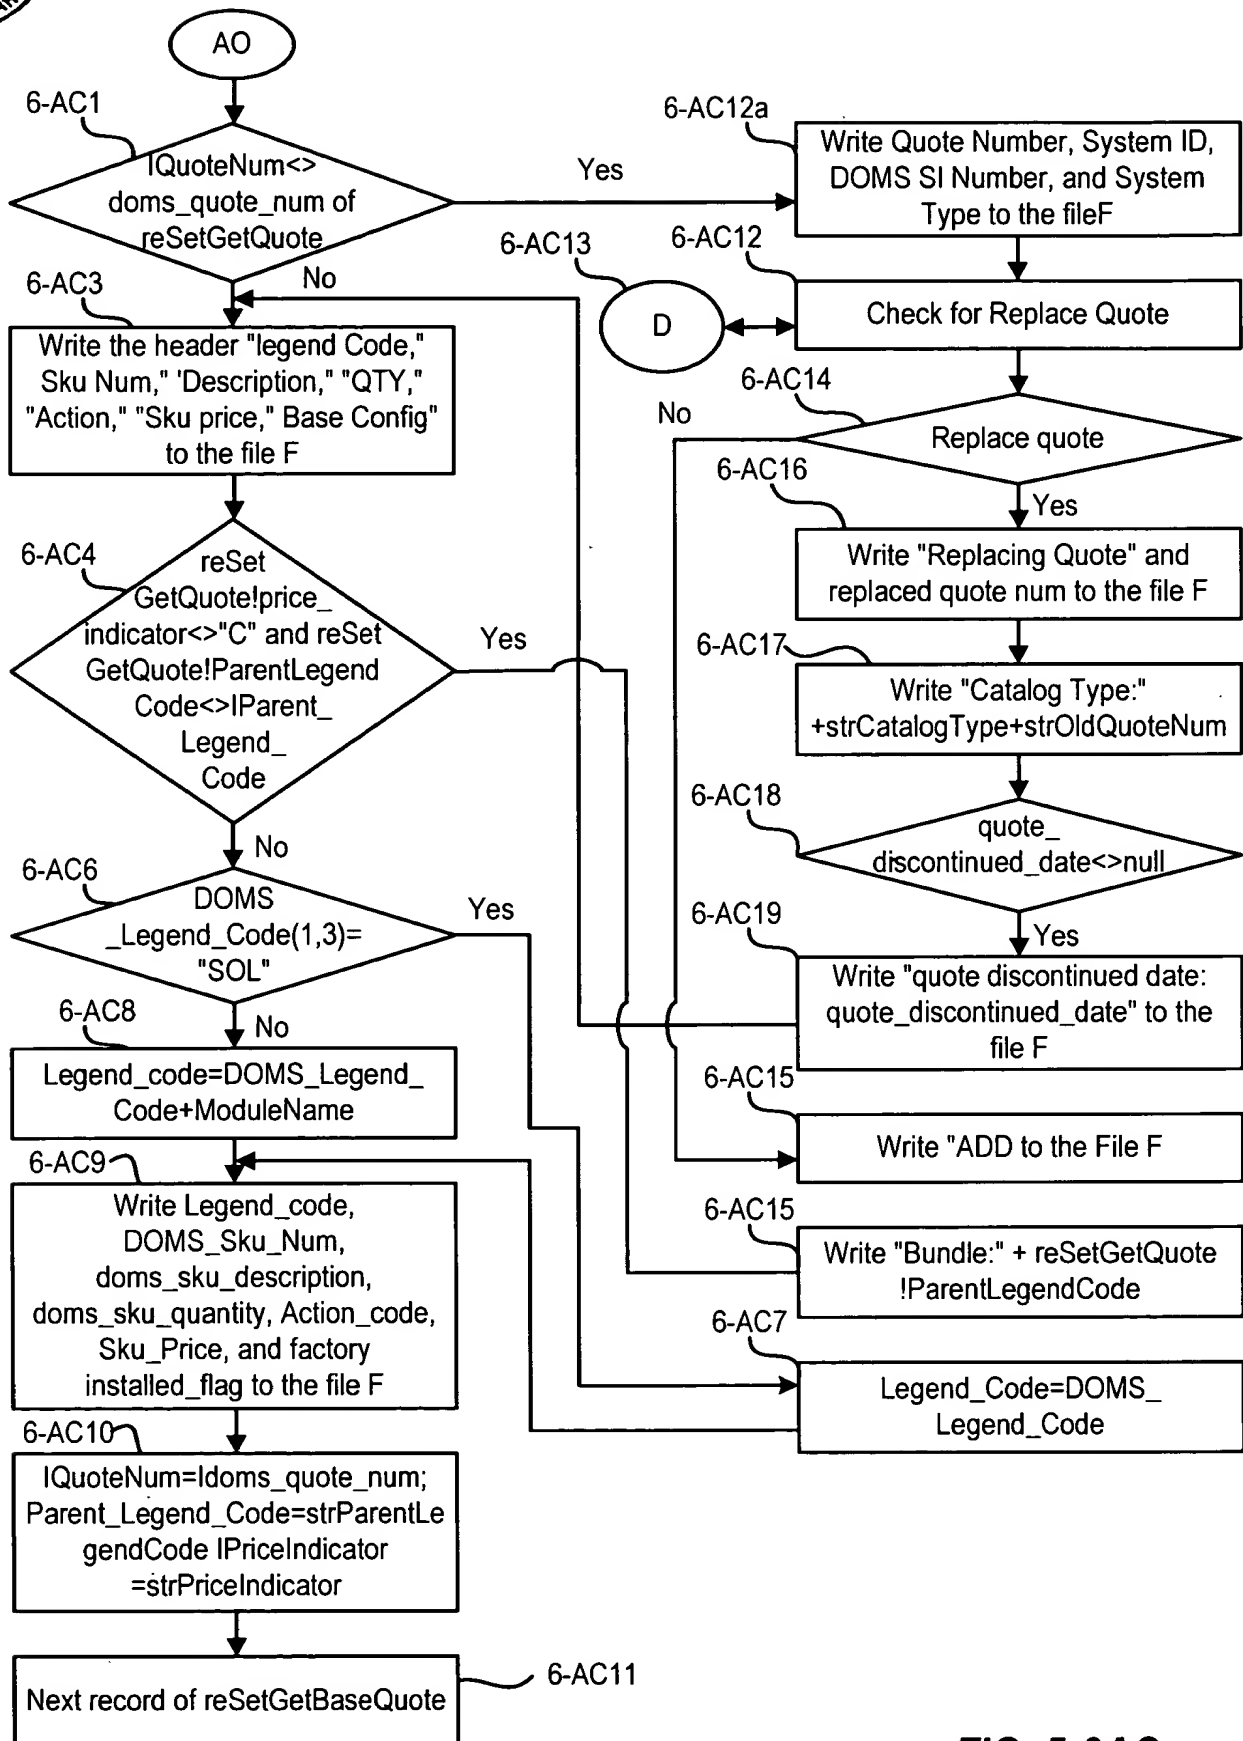 AO
6-AC1
IQuoteNum<>
doms_quote_num of
reSetGetQuote
Yes
No
6-AC12a
Write Quote Number, System ID,
DOMS SI Number, and System
Type to the fileF
6-AC13
D
6-AC12
Check for Replace Quote
6-AC3
Write the header "legend Code,"
Sku Num," 'Description," "QTY,"
"Action," "Sku price," Base Config"
to the file F
6-AC14
Replace quote
No
Yes
6-AC16
Write "Replacing Quote" and
replaced quote num to the file F
6-AC4
reSet
GetQuote!price_
indicator<>"C" and reSet
GetQuote!ParentLegend
Code<>IParent_
Legend_
Code
Yes
No
6-AC17
Write "Catalog Type:"
+strCatalogType+strOldQuoteNum
6-AC18
quote_
discontinued_date<>null
Yes
6-AC6
DOMS
_Legend_Code(1,3)=
"SOL"
Yes
No
6-AC19
Write "quote discontinued date:
quote_discontinued_date" to the
file F
6-AC8
Legend_code=DOMS_Legend_
Code+ModuleName
6-AC15
Write "ADD to the File F
6-AC9
Write Legend_code,
DOMS_Sku_Num,
doms_sku_description,
doms_sku_quantity, Action_code,
Sku_Price, and factory
installed_flag to the file F
6-AC15
Write "Bundle:" + reSetGetQuote
!ParentLegendCode
6-AC7
Legend_Code=DOMS_
Legend_Code
6-AC10
IQuoteNum=Idoms_quote_num;
Parent_Legend_Code=strParentLe
gendCode IPriceIndicator
=strPriceIndicator
Next record of reSetGetBaseQuote
6-AC11